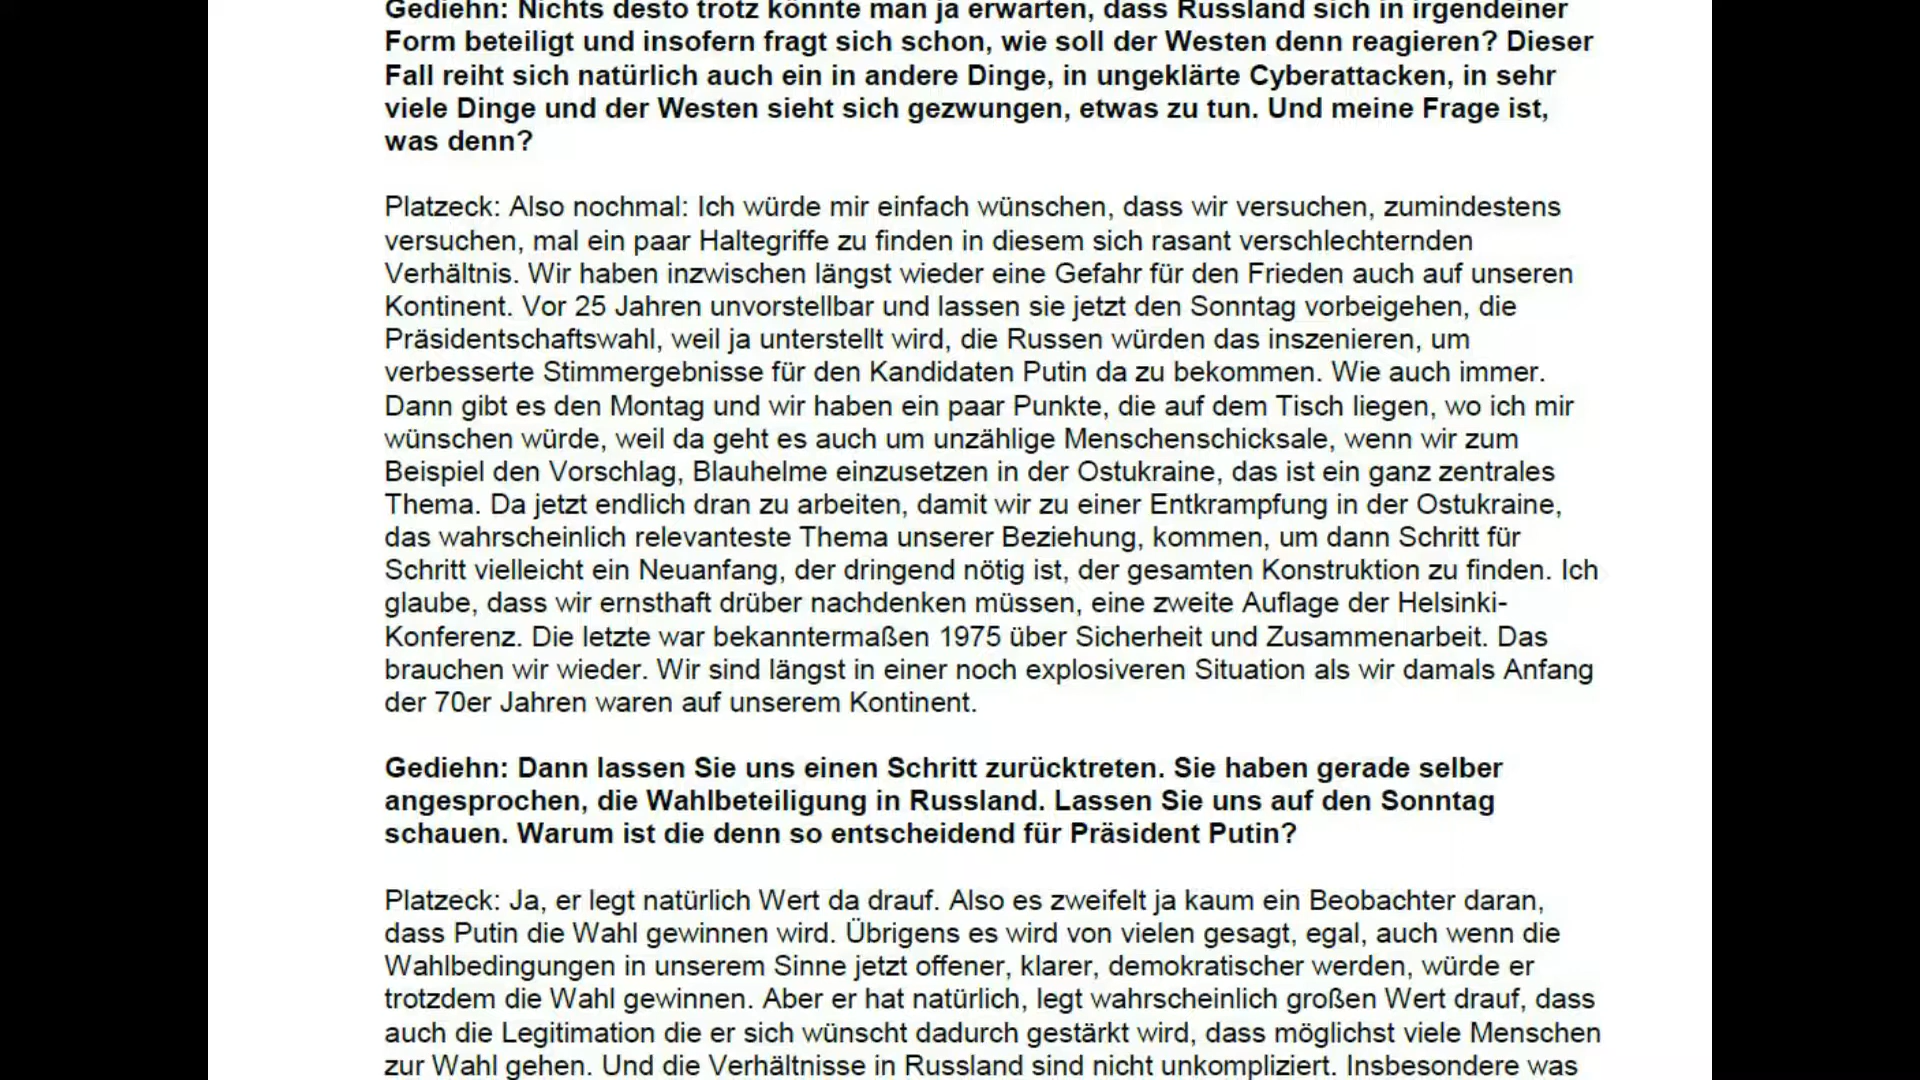 Gediehn: Nichts desto trotz könnte man ja erwarten, dass Russland sich in irgendeiner
Form beteiligt und insofern fragt sich schon, wie soll der Westen denn reagieren? Dieser
Fall reiht sich natürlich auch ein in andere Dinge, in ungeklärte Cyberattacken, in sehr
viele Dinge und der Westen sieht sich gezwungen, etwas zu tun. Und meine Frage ist,
was denn?
Platzeck: Also nochmal: Ich würde mir einfach wünschen, dass wir versuchen, zumindestens
versuchen, mal ein paar Haltegriffe zu finden in diesem sich rasant verschlechternden
Verhältnis. Wir haben inzwischen längst wieder eine Gefahr für den Frieden auch auf unseren
Kontinent. Vor 25 Jahren unvorstellbar und lassen sie jetzt den Sonntag vorbeigehen, die
Präsidentschaftswahl, weil ja unterstellt wird, die Russen würden das inszenieren, um
verbesserte Stimmergebnisse für den Kandidaten Putin da zu bekommen. Wie auch immer.
Dann gibt es den Montag und wir haben ein paar Punkte, die auf dem Tisch liegen, wo ich mir
wünschen würde, weil da geht es auch um unzählige Menschenschicksale, wenn wir zum
Beispiel den Vorschlag, Blauhelme einzusetzen in der Ostukraine, das ist ein ganz zentrales
Thema. Da jetzt endlich dran zu arbeiten, damit wir zu einer Entkrampfung in der Ostukraine,
das wahrscheinlich relevanteste Thema unserer Beziehung, kommen, um dann Schritt für
Schritt vielleicht ein Neuanfang, der dringend nötig ist, der gesamten Konstruktion zu finden. Ich
glaube, dass wir ernsthaft drüber nachdenken müssen, eine zweite Auflage der Helsinki-
Konferenz. Die letzte war bekanntermaßen 1975 über Sicherheit und Zusammenarbeit. Das
brauchen wir wieder. Wir sind längst in einer noch explosiveren Situation als wir damals Anfang
der 70er Jahren waren auf unserem Kontinent.
Gediehn: Dann lassen Sie uns einen Schritt zurücktreten. Sie haben gerade selber
angesprochen, die Wahlbeteiligung in Russland. Lassen Sie uns auf den Sonntag
schauen. Warum ist die denn so entscheidend für Präsident Putin?
Platzeck: Ja, er legt natürlich Wert da drauf. Also es zweifelt ja kaum ein Beobachter daran,
dass Putin die Wahl gewinnen wird. Übrigens es wird von vielen gesagt, egal, auch wenn die
Wahlbedingungen in unserem Sinne jetzt offener, klarer, demokratischer werden, würde er
trotzdem die Wahl gewinnen. Aber er hat natürlich, legt wahrscheinlich großen Wert drauf, dass
auch die Legitimation die er sich wünscht dadurch gestärkt wird, dass möglichst viele Menschen
zur Wahl gehen. Und die Verhältnisse in Russland sind nicht unkompliziert. Insbesondere was